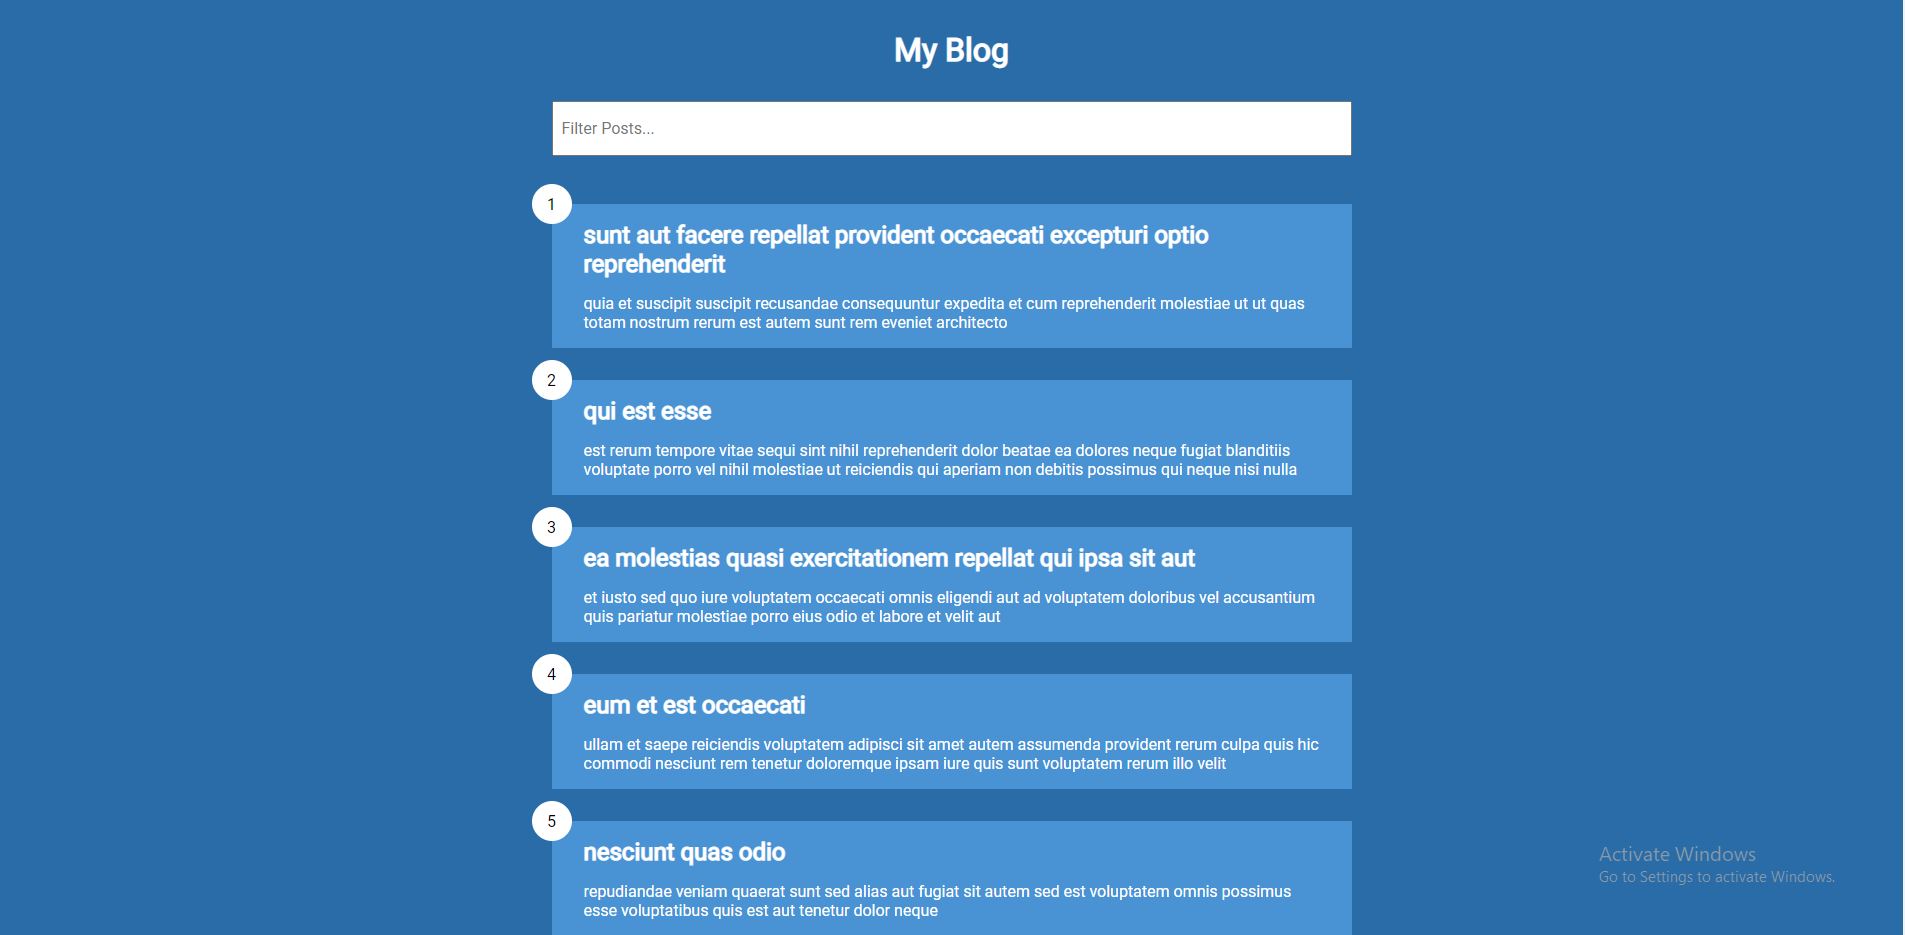 My Blog
Filter Posts...
1
sunt aut facere repellat provident occaecati excepturi optio
reprehenderit
quia et suscipit suscipit recusandae consequuntur expedita et cum reprehenderit molestiae ut ut quas
totam nostrum rerum est autem sunt rem eveniet architecto
2
qui est esse
est rerum tempore vitae sequi sint nihil reprehenderit dolor beatae ea dolores neque fugiat blanditiis
voluptate porro vel nihil molestiae ut reiciendis qui aperiam non debitis possimus qui neque nisi nulla
3
ea molestias quasi exercitationem repellat qui ipsa sit aut
et iusto sed quo iure voluptatem occaecati omnis eligendi aut ad voluptatem doloribus vel accusantium
quis pariatur molestiae porro eius odio et labore et velit aut
4
eum et est occaecati
ullam et saepe reiciendis voluptatem adipisci sit amet autem assumenda provident rerum culpa quis hic
commodi nesciunt rem tenetur doloremque ipsam iure quis sunt voluptatem rerum illo velit
5
nesciunt quas odio
repudiandae veniam quaerat sunt sed alias aut fugiat sit autem sed est voluptatem omnis possimus
esse voluptatibus quis est aut tenetur dolor neque
Activate Windows
Go to Settings to activate Windows.